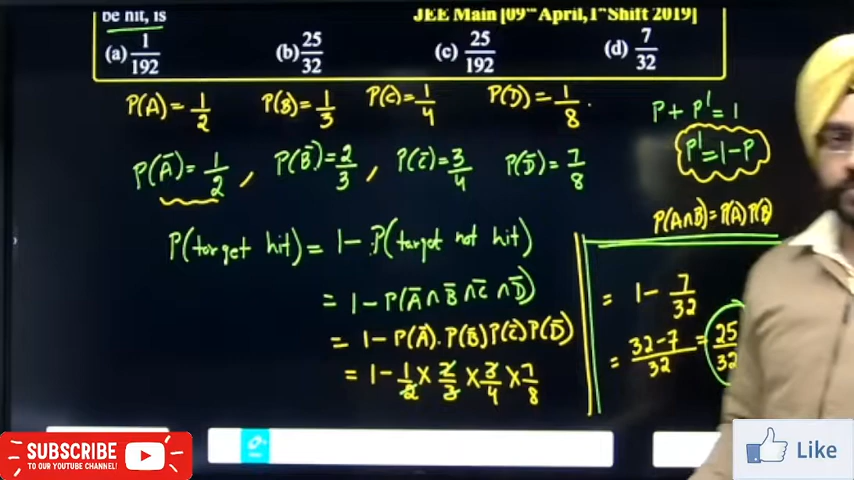 be hit, is
JEE Main [09th April, 1st Shift 2019]
(a) 1/192 (b) 25/32 (c) 25/192 (d) 7/32
P(A) = 1/2 P(B) = 1/3 P(C) = 1/4 P(D) = 1/8.
P + P' = 1
P' = 1 - P
P(Ā) = 1/2, P(B̄) = 2/3, P(C̄) = 3/4 P(D̄) = 7/8
P(A∩B) = P(A) P(B)
P(target hit) = 1 - P(target not hit)
= 1 - P(Ā ∩ B̄ ∩ C̄ ∩ D̄)
= 1 - P(Ā). P(B̄) P(C̄) P(D̄)
= 1 - 1/2 × 2/3 × 3/4 × 7/8
= 1 - 7/32
= 32-7/32 = 25/32
SUBSCRIBE
TO OUR YOUTUBE CHANNEL!
Like